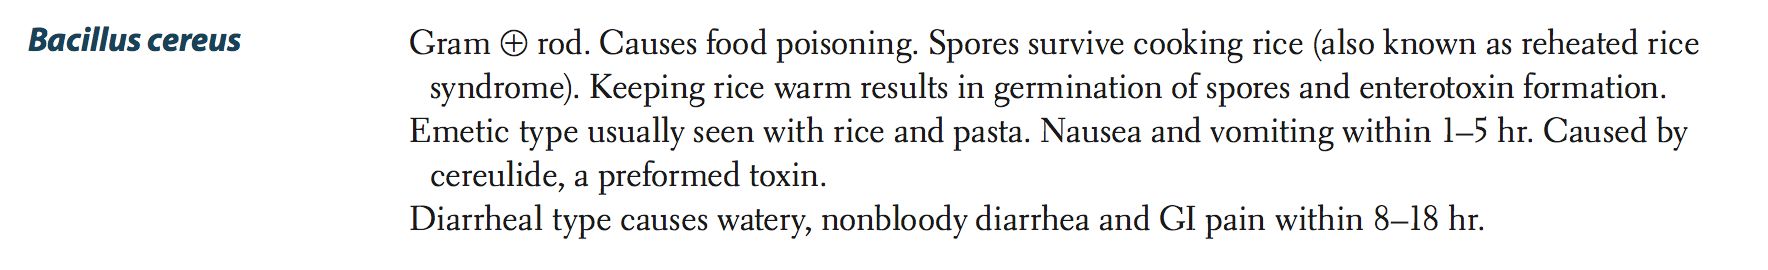 Bacillus cereus
Gram ⊕ rod. Causes food poisoning. Spores survive cooking rice (also known as reheated rice
syndrome). Keeping rice warm results in germination of spores and enterotoxin formation.
Emetic type usually seen with rice and pasta. Nausea and vomiting within 1–5 hr. Caused by
cereulide, a preformed toxin.
Diarrheal type causes watery, nonbloody diarrhea and GI pain within 8–18 hr.